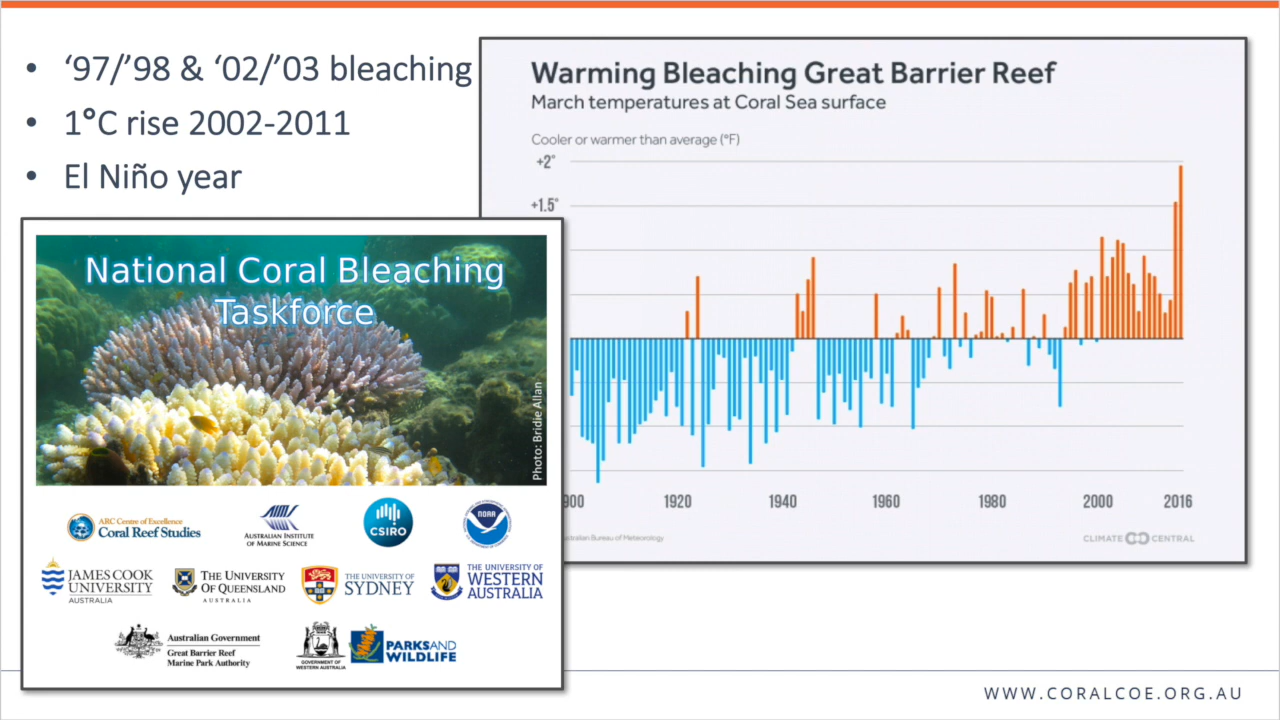 • ‘97/’98 & ‘02/’03 bleaching
• 1°C rise 2002-2011
• El Niño year
Warming Bleaching Great Barrier Reef
March temperatures at Coral Sea surface
Cooler or warmer than average (°F)
+2°
+1.5°
900
1920
1940
1960
1980
2000
2016
ustralian Bureau of Meteorology
CLIMATE CENTRAL
National Coral Bleaching
Taskforce
Photo: Bridie Allan
ARC Centre of Excellence
Coral Reef Studies
AUSTRALIAN INSTITUTE
OF MARINE SCIENCE
CSIRO
NOAA
JAMES COOK
UNIVERSITY
AUSTRALIA
THE UNIVERSITY
OF QUEENSLAND
AUSTRALIA
THE UNIVERSITY OF
SYDNEY
THE UNIVERSITY OF
WESTERN
AUSTRALIA
Australian Government
Great Barrier Reef
Marine Park Authority
GOVERNMENT OF
WESTERN AUSTRALIA
PARKS AND
WILDLIFE
WWW.CORALCOE.ORG.AU